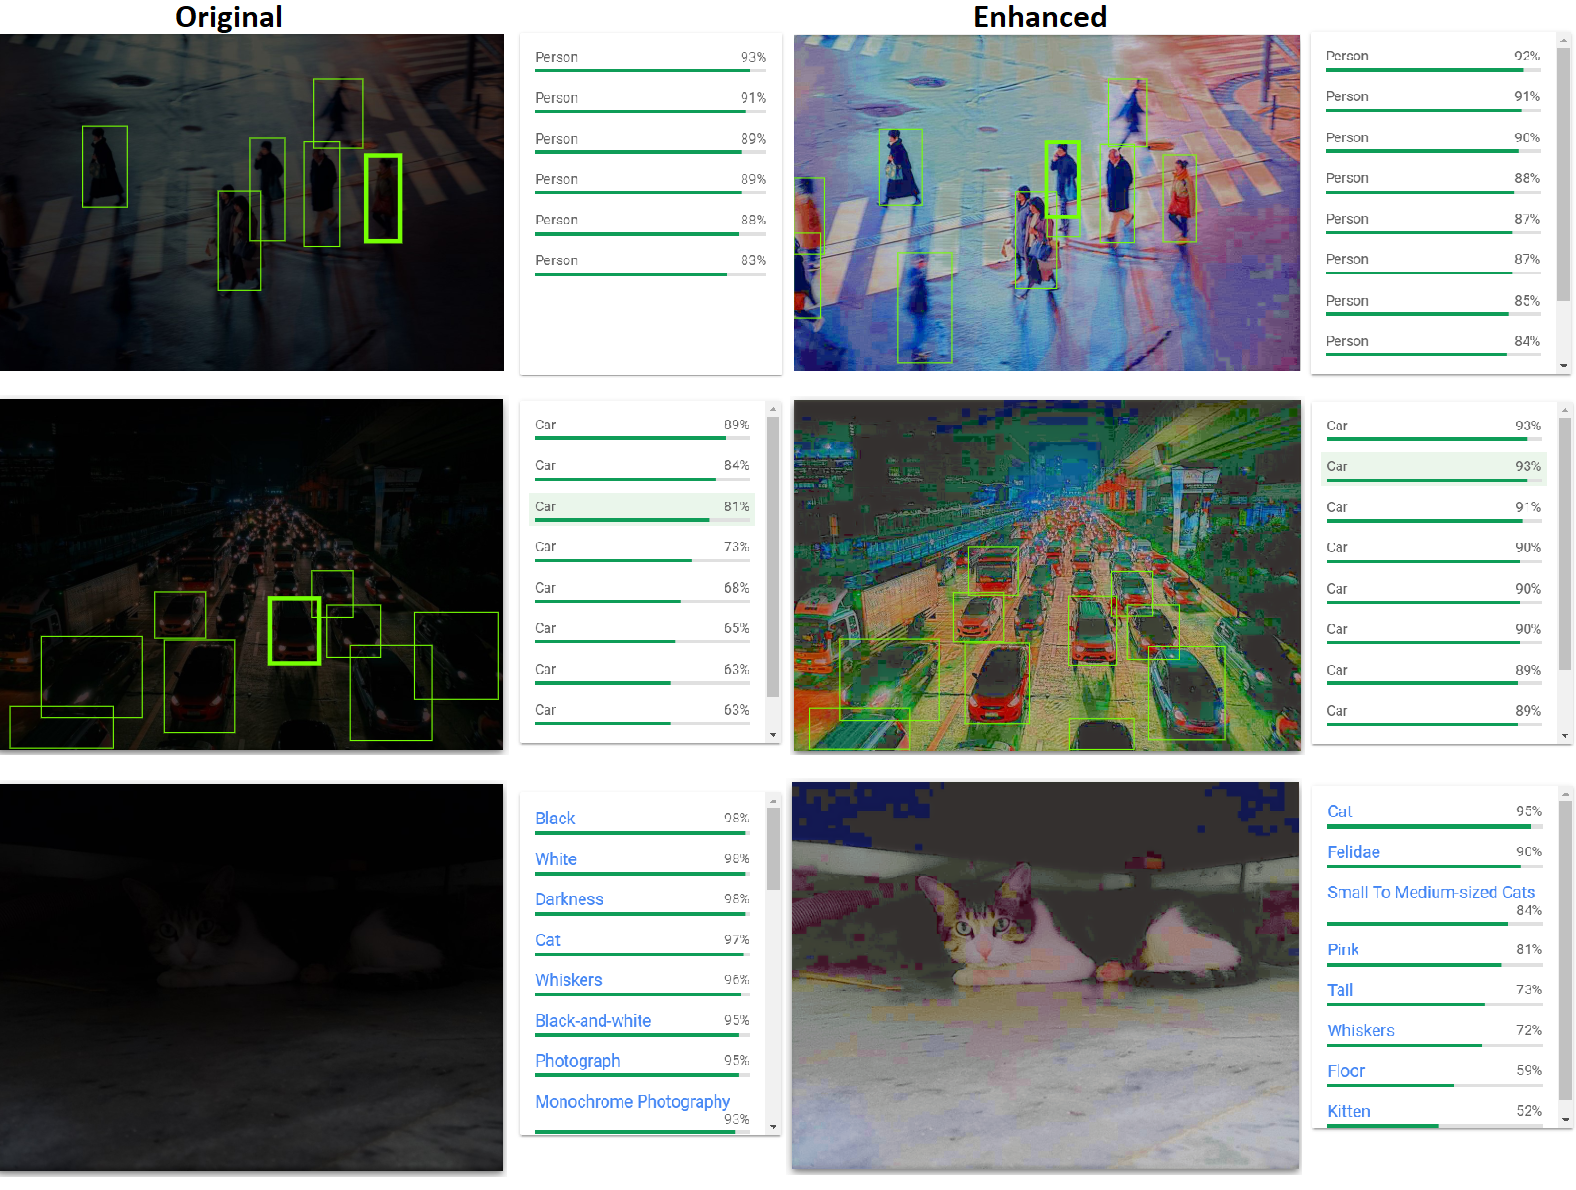 Original
Enhanced
Person 93%
Person 91%
Person 89%
Person 89%
Person 88%
Person 83%
Person 92%
Person 91%
Person 90%
Person 88%
Person 87%
Person 87%
Person 85%
Person 84%
Car 89%
Car 84%
Car 81%
Car 73%
Car 68%
Car 65%
Car 63%
Car 63%
Car 93%
Car 93%
Car 91%
Car 90%
Car 90%
Car 90%
Car 89%
Car 89%
Black 98%
White 98%
Darkness 98%
Cat 97%
Whiskers 96%
Black-and-white 95%
Photograph 95%
Monochrome Photography
93%
Cat 95%
Felidae 90%
Small To Medium-sized Cats
84%
Pink 81%
Tail 73%
Whiskers 72%
Floor 59%
Kitten 52%